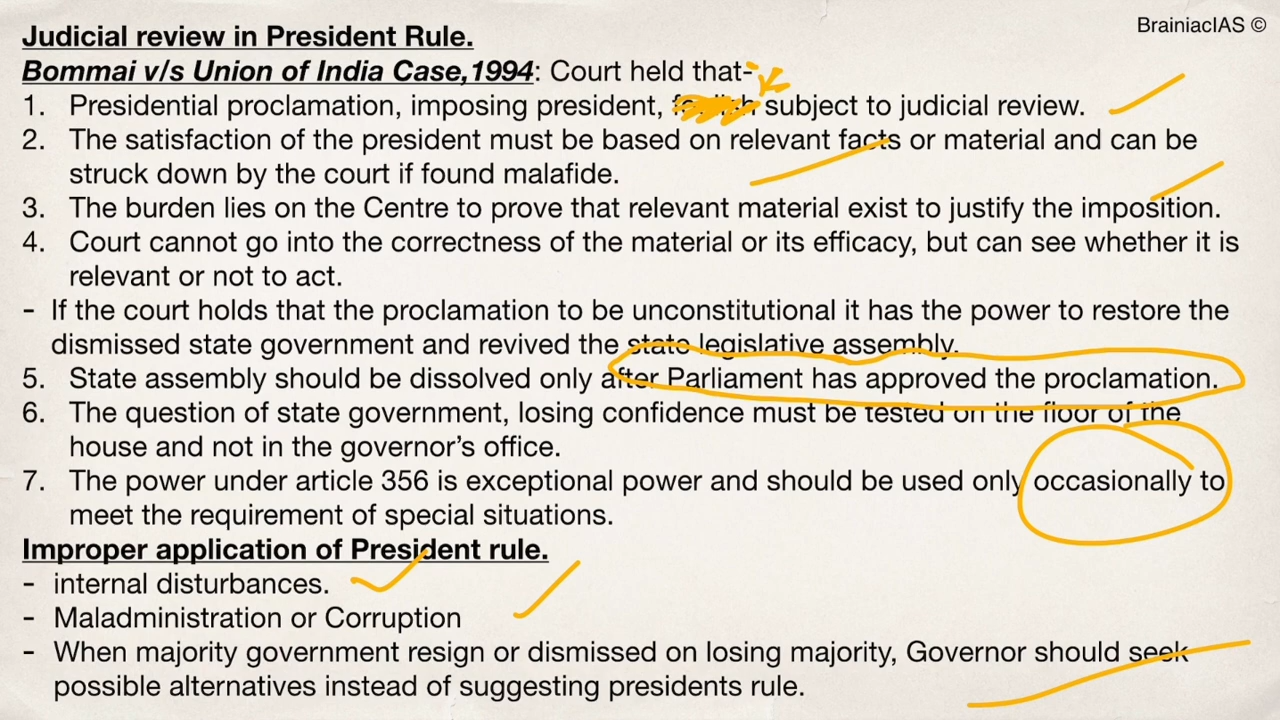 BrainiacIAS ©
Judicial review in President Rule.
Bommai v/s Union of India Case,1994: Court held that-
1. Presidential proclamation, imposing president, subject to judicial review.
2. The satisfaction of the president must be based on relevant facts or material and can be
struck down by the court if found malafide.
3. The burden lies on the Centre to prove that relevant material exist to justify the imposition.
4. Court cannot go into the correctness of the material or its efficacy, but can see whether it is
relevant or not to act.
- If the court holds that the proclamation to be unconstitutional it has the power to restore the
dismissed state government and revived the state legislative assembly.
5. State assembly should be dissolved only after Parliament has approved the proclamation.
6. The question of state government, losing confidence must be tested on the floor of the
house and not in the governor’s office.
7. The power under article 356 is exceptional power and should be used only occasionally to
meet the requirement of special situations.
Improper application of President rule.
- internal disturbances.
- Maladministration or Corruption
- When majority government resign or dismissed on losing majority, Governor should seek
possible alternatives instead of suggesting presidents rule.